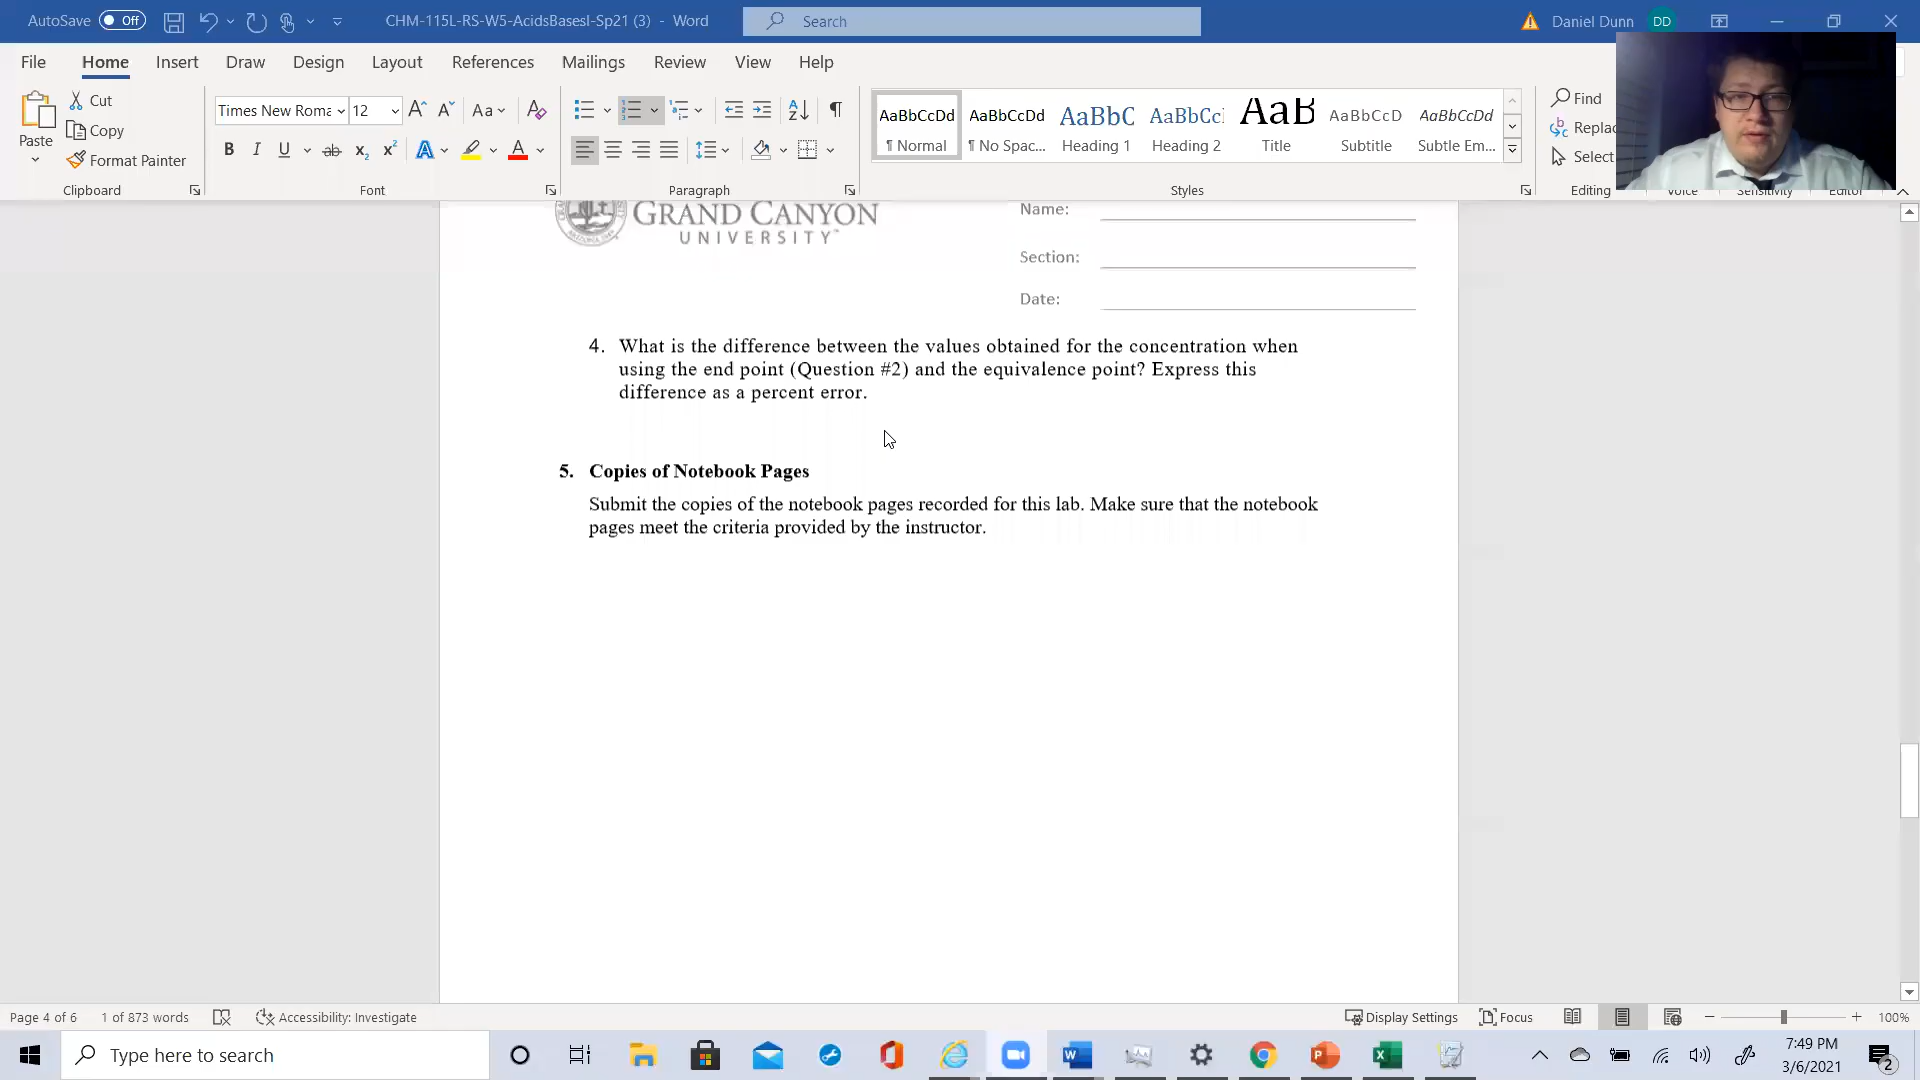 AutoSave Off CHM-115L-RS-W5-AcidsBasesI-Sp21 (3) - Word Search Daniel Dunn DD
File Home Insert Draw Design Layout References Mailings Review View Help
Paste Cut Copy Format Painter
Times New Roma 12 Aa
AaBbCcDd AaBbCcDd AaBbC AaBbCc AaB AaBbCcD AaBbCcDd
¶ Normal ¶ No Spac... Heading 1 Heading 2 Title Subtitle Subtle Em...
Find
Replac
Select
Clipboard Font Paragraph Styles Editing Voice Sensitivity Editor
GRAND CANYON
UNIVERSITY™
Name:
Section:
Date:
4. What is the difference between the values obtained for the concentration when
using the end point (Question #2) and the equivalence point? Express this
difference as a percent error.
5. Copies of Notebook Pages
Submit the copies of the notebook pages recorded for this lab. Make sure that the notebook
pages meet the criteria provided by the instructor.
Page 4 of 6 1 of 873 words Accessibility: Investigate Display Settings Focus 100%
Type here to search 7:49 PM
3/6/2021 2